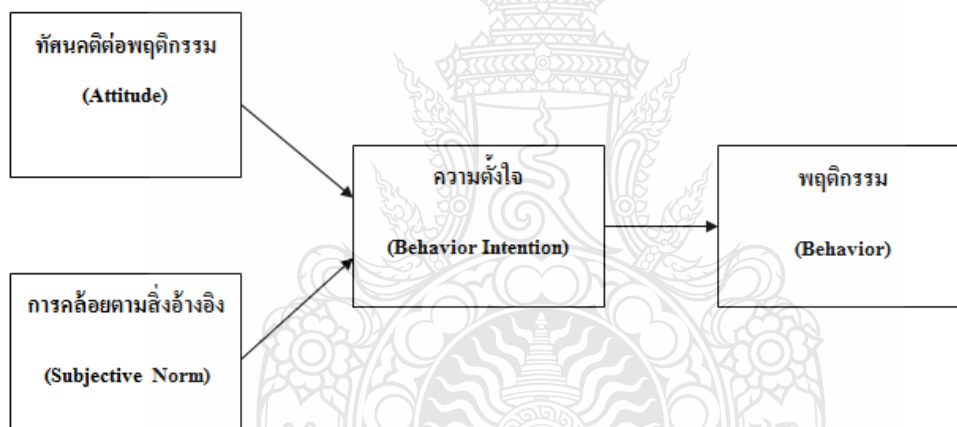 ทัศนคติต่อพฤติกรรม
(Attitude)
การคล้อยตามสิ่งอ้างอิง
(Subjective Norm)
ความตั้งใจ
(Behavior Intention)
พฤติกรรม
(Behavior)